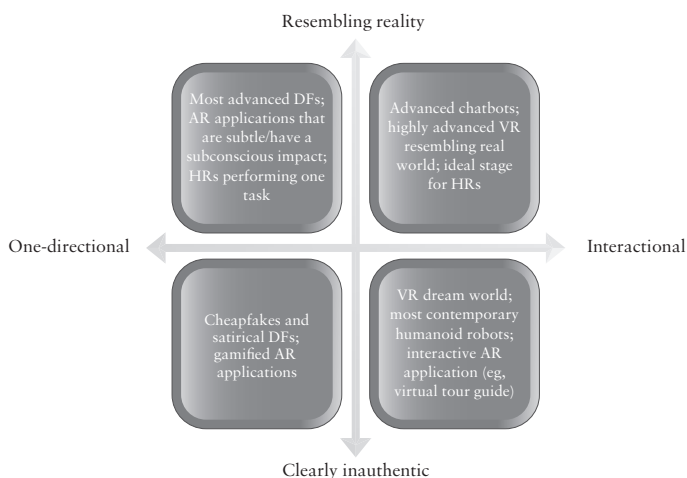 Resembling reality
Most advanced DFs;
AR applications that
are subtle/have a
subconscious impact;
HRs performing one
task
Advanced chatbots;
highly advanced VR
resembling real
world; ideal stage
for HRs
One-directional
Interactional
Cheapfakes and
satirical DFs;
gamified AR
applications
VR dream world;
most contemporary
humanoid robots;
interactive AR
application (eg,
virtual tour guide)
Clearly inauthentic